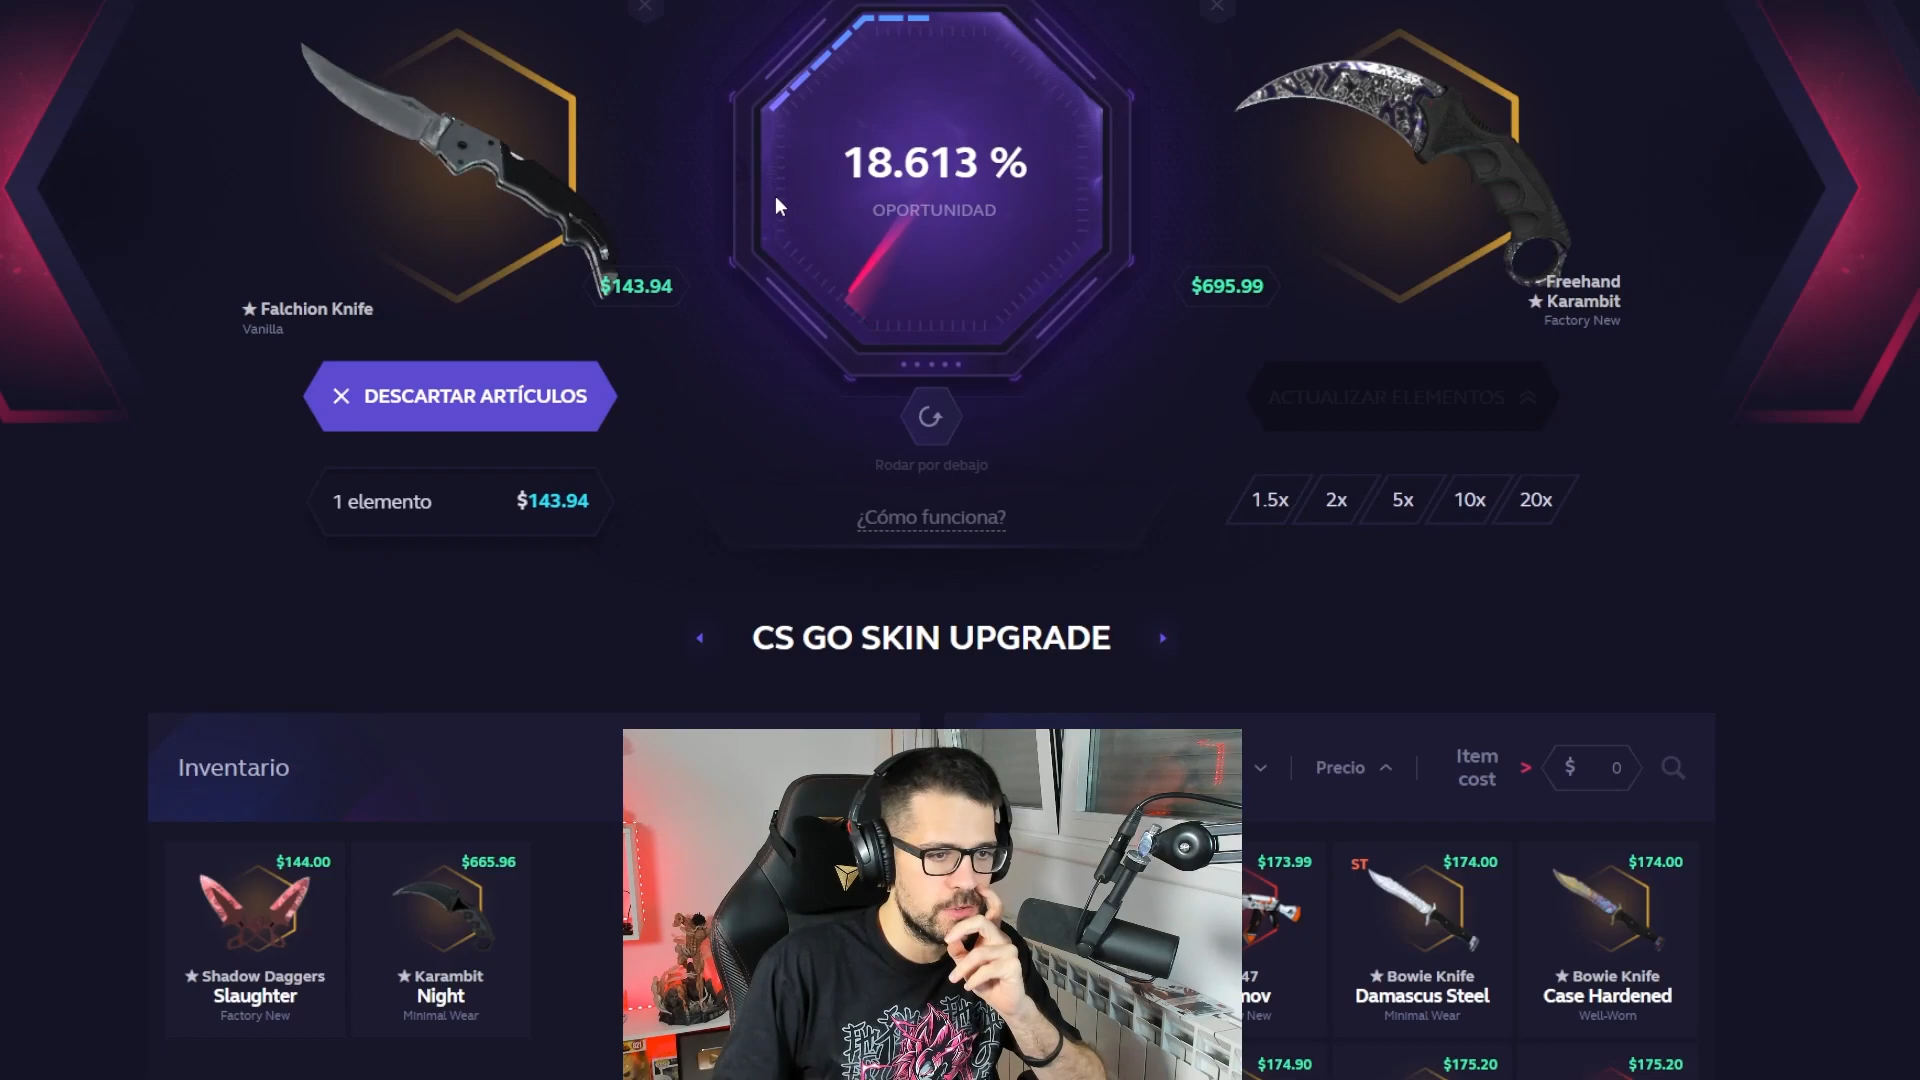 18.613 %
OPORTUNIDAD
$143.94
$695.99
★ Falchion Knife
Vanilla
Freehand
★ Karambit
Factory New
DESCARTAR ARTÍCULOS
ACTUALIZAR ELEMENTOS
Rodar por debajo
1 elemento $143.94
¿Cómo funciona?
1.5x 2x 5x 10x 20x
CS GO SKIN UPGRADE
Inventario
Precio
Item
cost > $ 0
$144.00
★ Shadow Daggers
Slaughter
Factory New
$665.96
★ Karambit
Night
Minimal Wear
$173.99
47
mov
New
ST $174.00
★ Bowie Knife
Damascus Steel
Minimal Wear
$174.00
★ Bowie Knife
Case Hardened
Well-Worn
$174.90
$175.20
$175.20